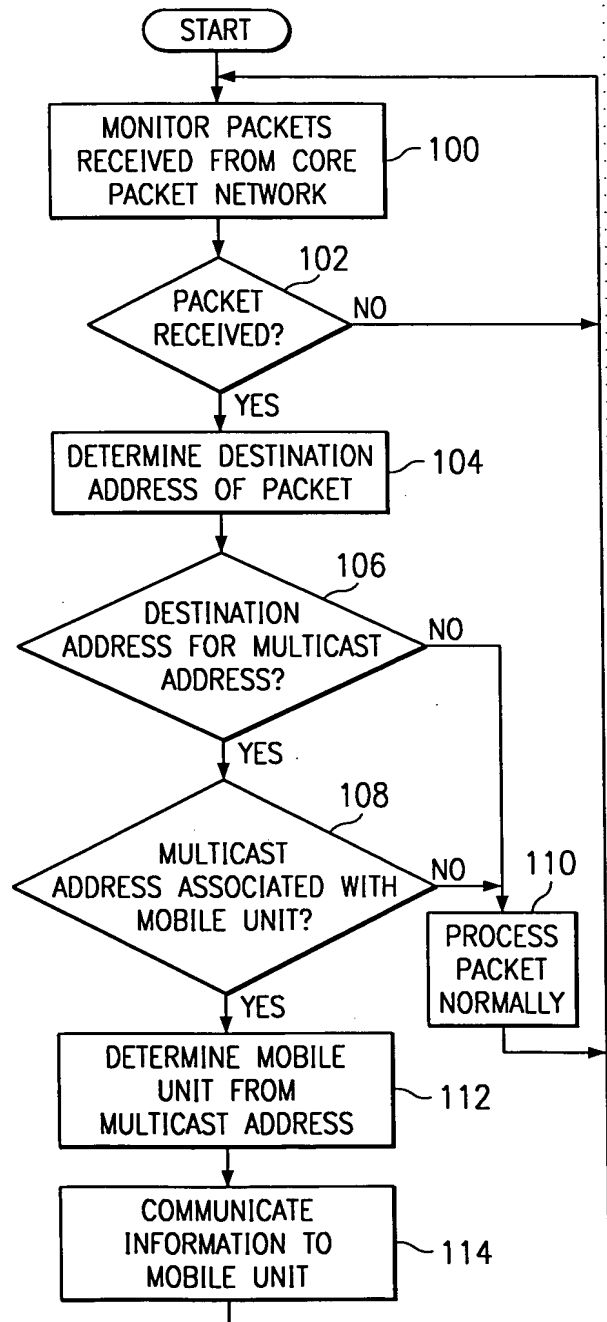 START
MONITOR PACKETS
RECEIVED FROM CORE
PACKET NETWORK
100
102
PACKET
RECEIVED?
NO
YES
DETERMINE DESTINATION
ADDRESS OF PACKET
104
106
DESTINATION
ADDRESS FOR MULTICAST
ADDRESS?
NO
YES
108
MULTICAST
ADDRESS ASSOCIATED WITH
MOBILE UNIT?
NO
YES
110
PROCESS
PACKET
NORMALLY
DETERMINE MOBILE
UNIT FROM
MULTICAST ADDRESS
112
COMMUNICATE
INFORMATION TO
MOBILE UNIT
114